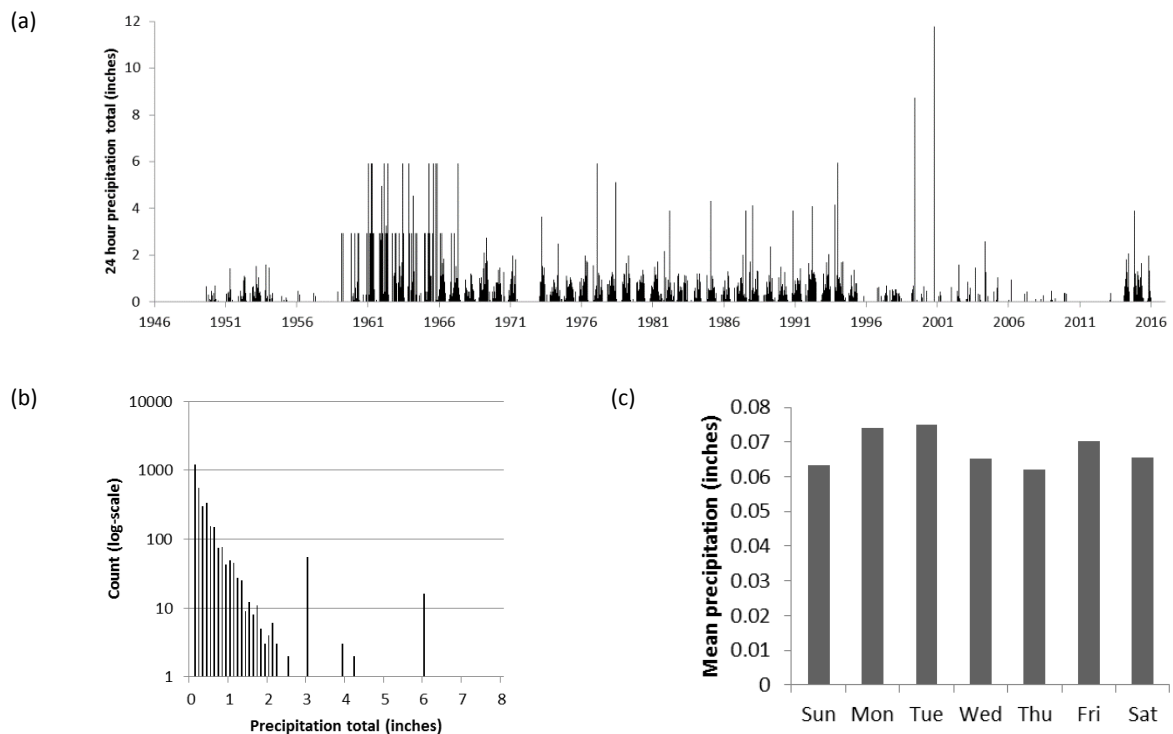 (a)
24 hour precipitation total (inches)
12
10
8
6
4
2
0
1946 1951 1956 1961 1966 1971 1976 1981 1986 1991 1996 2001 2006 2011 2016
(b)
Count (log-scale)
10000
1000
100
10
1
0 1 2 3 4 5 6 7 8
Precipitation total (inches)
(c)
Mean precipitation (inches)
0.08
0.07
0.06
0.05
0.04
0.03
0.02
0.01
0
Sun Mon Tue Wed Thu Fri Sat